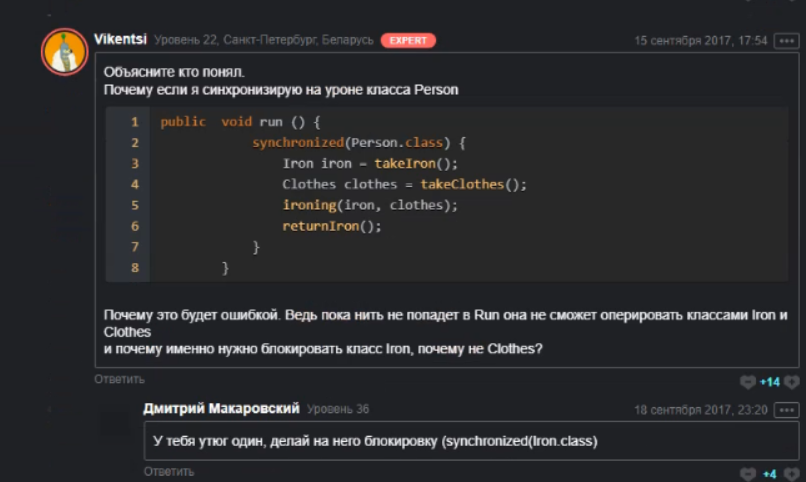 Vikentsi Уровень 22, Санкт-Петербург, Беларусь EXPERT 15 сентября 2017, 17:54
Объясните кто понял.
Почему если я синхронизирую на уроне класса Person
1 public void run () {
2 synchronized(Person.class) {
3 Iron iron = takeIron();
4 Clothes clothes = takeClothes();
5 ironing(iron, clothes);
6 returnIron();
7 }
8 }
Почему это будет ошибкой. Ведь пока нить не попадет в Run она не сможет оперировать классами Iron и
Clothes
и почему именно нужно блокировать класс Iron, почему не Clothes?
Ответить +14
Дмитрий Макаровский Уровень 36 18 сентября 2017, 23:20
У тебя утюг один, делай на него блокировку (synchronized(Iron.class)
Ответить +4